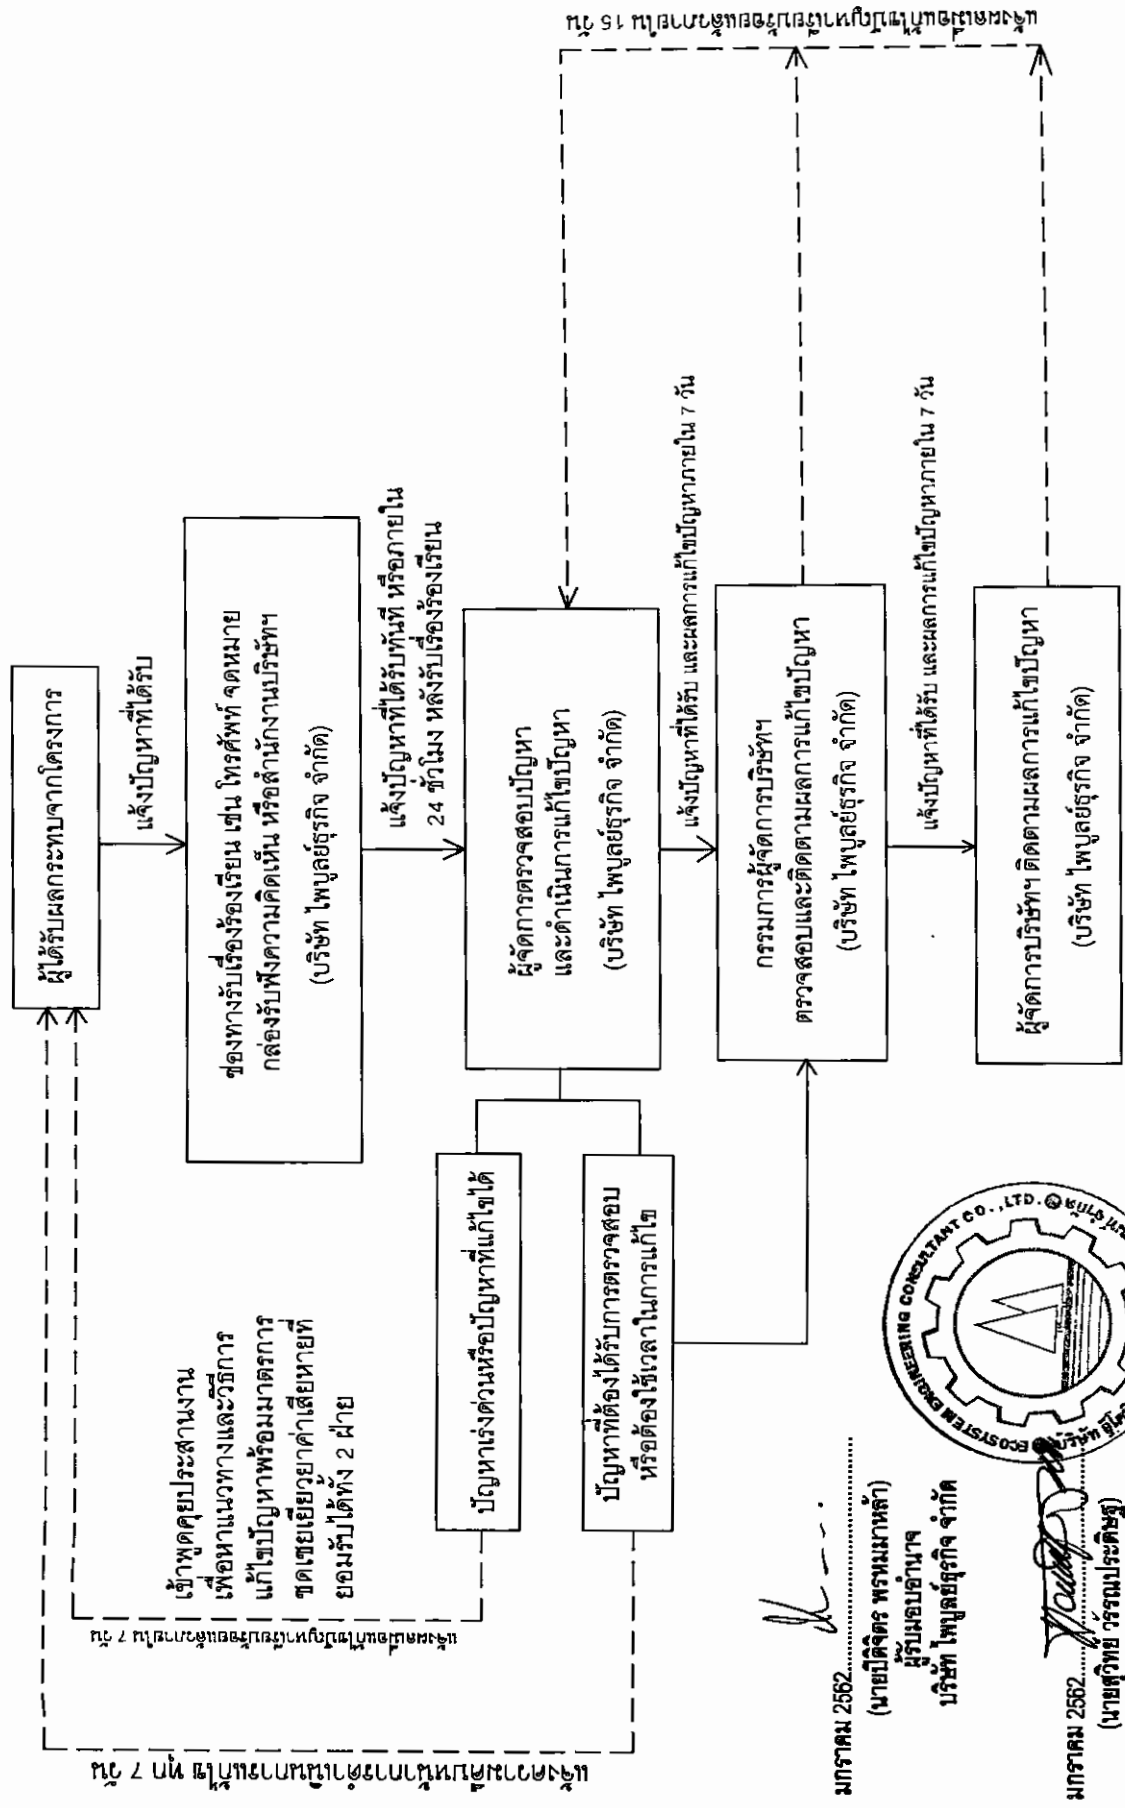 ผู้ได้รับผลกระทบจากโครงการ
แจ้งปัญหาที่ได้รับ
ช่องทางรับเรื่องร้องเรียน เช่น โทรศัพท์ จดหมาย
กล่องรับฟังความคิดเห็น หรือสำนักงานบริษัทฯ
(บริษัท ไพบูลย์ธุรกิจ จำกัด)
แจ้งปัญหาที่ได้รับทันที หรือภายใน
24 ชั่วโมง หลังรับเรื่องร้องเรียน
ผู้จัดการตรวจสอบปัญหา
และดำเนินการแก้ไขปัญหา
(บริษัท ไพบูลย์ธุรกิจ จำกัด)
แจ้งปัญหาที่ได้รับ และผลการแก้ไขปัญหาภายใน 7 วัน
กรรมการผู้จัดการบริษัทฯ
ตรวจสอบและติดตามผลการแก้ไขปัญหา
(บริษัท ไพบูลย์ธุรกิจ จำกัด)
แจ้งปัญหาที่ได้รับ และผลการแก้ไขปัญหาภายใน 7 วัน
ผู้จัดการบริษัทฯ ติดตามผลการแก้ไขปัญหา
(บริษัท ไพบูลย์ธุรกิจ จำกัด)
แจ้งผลเมื่อแก้ไขปัญหาเรียบร้อยแล้วภายใน 15 วัน
เข้าพูดคุยประสานงาน
เพื่อหาแนวทางและวิธีการ
แก้ไขปัญหาพร้อมมาตรการ
ชดเชยเยียวยาค่าเสียหายที่
ยอมรับได้ทั้ง 2 ฝ่าย
ปัญหาเร่งด่วนหรือปัญหาที่แก้ไขได้
ปัญหาที่ต้องได้รับการตรวจสอบ
หรือต้องใช้เวลาในการแก้ไข
แจ้งผลเมื่อแก้ไขปัญหาเรียบร้อยแล้วภายใน 7 วัน
แจ้งความคืบหน้าการดำเนินการแก้ไข ทุก 7 วัน
มกราคม 2562
(นายปิติจิตร พรหมมาหล้า)
ผู้รับมอบอำนาจ
บริษัท ไพบูลย์ธุรกิจ จำกัด
มกราคม 2562
(นายสุวิทย์ วรรณประดิษฐ์)
ECOSYSTEM ENGINEERING CONSULTANT CO.,LTD.